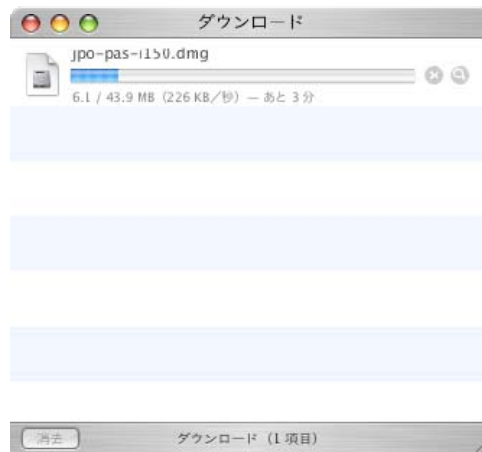 ダウンロード
jpo-pas-i150.dmg
6.1 / 43.9 MB (226 KB/秒) — あと 3 分
消去
ダウンロード (1 項目)